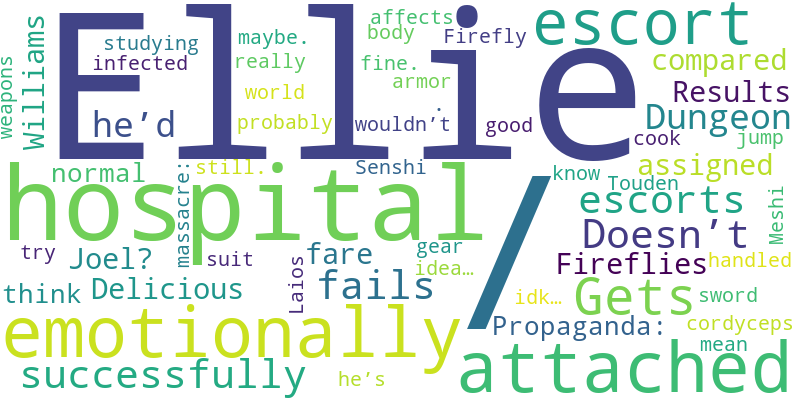 Ellie
escort
affects
body
Firefly
maybe.
studying
infected
really
fine.
armor
compared
Results
Williams
weapons
he’d
world
probably
.
wouldn’t
good
Dungeon
cook
jump
normal
still.
Senshi
know
assigned
Touden
escorts
hospital
/
massacre:
Doesn’t
Meshi
try
Joel?
suit
Laios
fare
gear
idea…
Fireflies
handled
think
Delicious
fails
idk…
Gets
sword
emotionally
Propaganda:
cordyceps
mean
successfully
he’s
attached